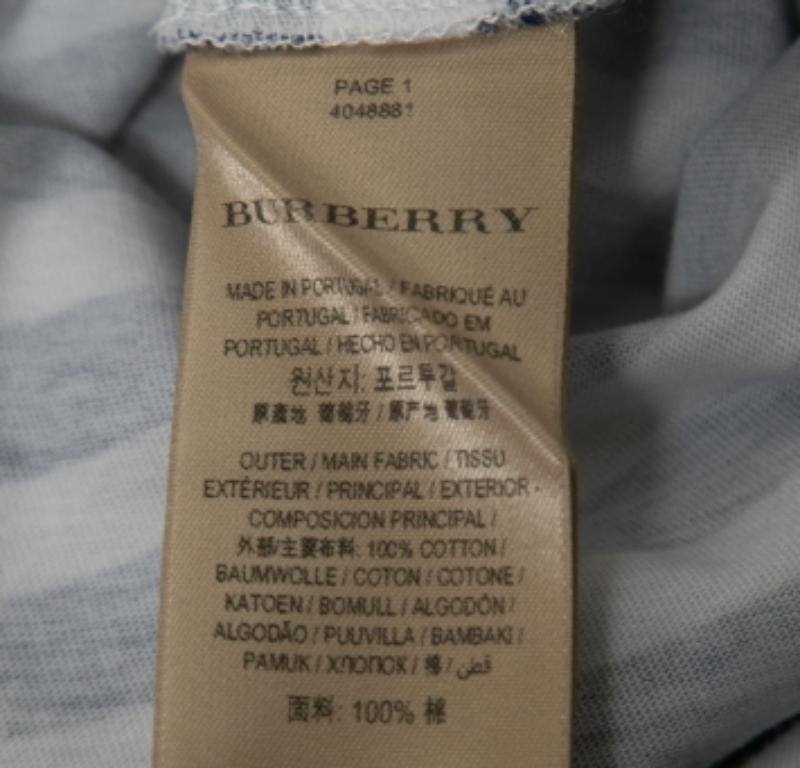 PAGE 1
4048881
BURBERRY
MADE IN PORTUGAL / FABRIQUÉ AU
PORTUGAL / FABRICADO EM
PORTUGAL / HECHO EN PORTUGAL
원산지: 포르투갈
原產地 葡萄牙 / 原产地 葡萄牙
OUTER / MAIN FABRIC / TISSU
EXTÉRIEUR / PRINCIPAL / EXTERIOR -
COMPOSICION PRINCIPAL /
外部/主要布料: 100% COTTON /
BAUMWOLLE / COTON / COTONE /
KATOEN / BOMULL / ALGODÓN /
ALGODÃO / PUUVILLA / BAMBAKI /
PAMUK / ХЛОПОК / 棉 / قطن
面料: 100% 棉